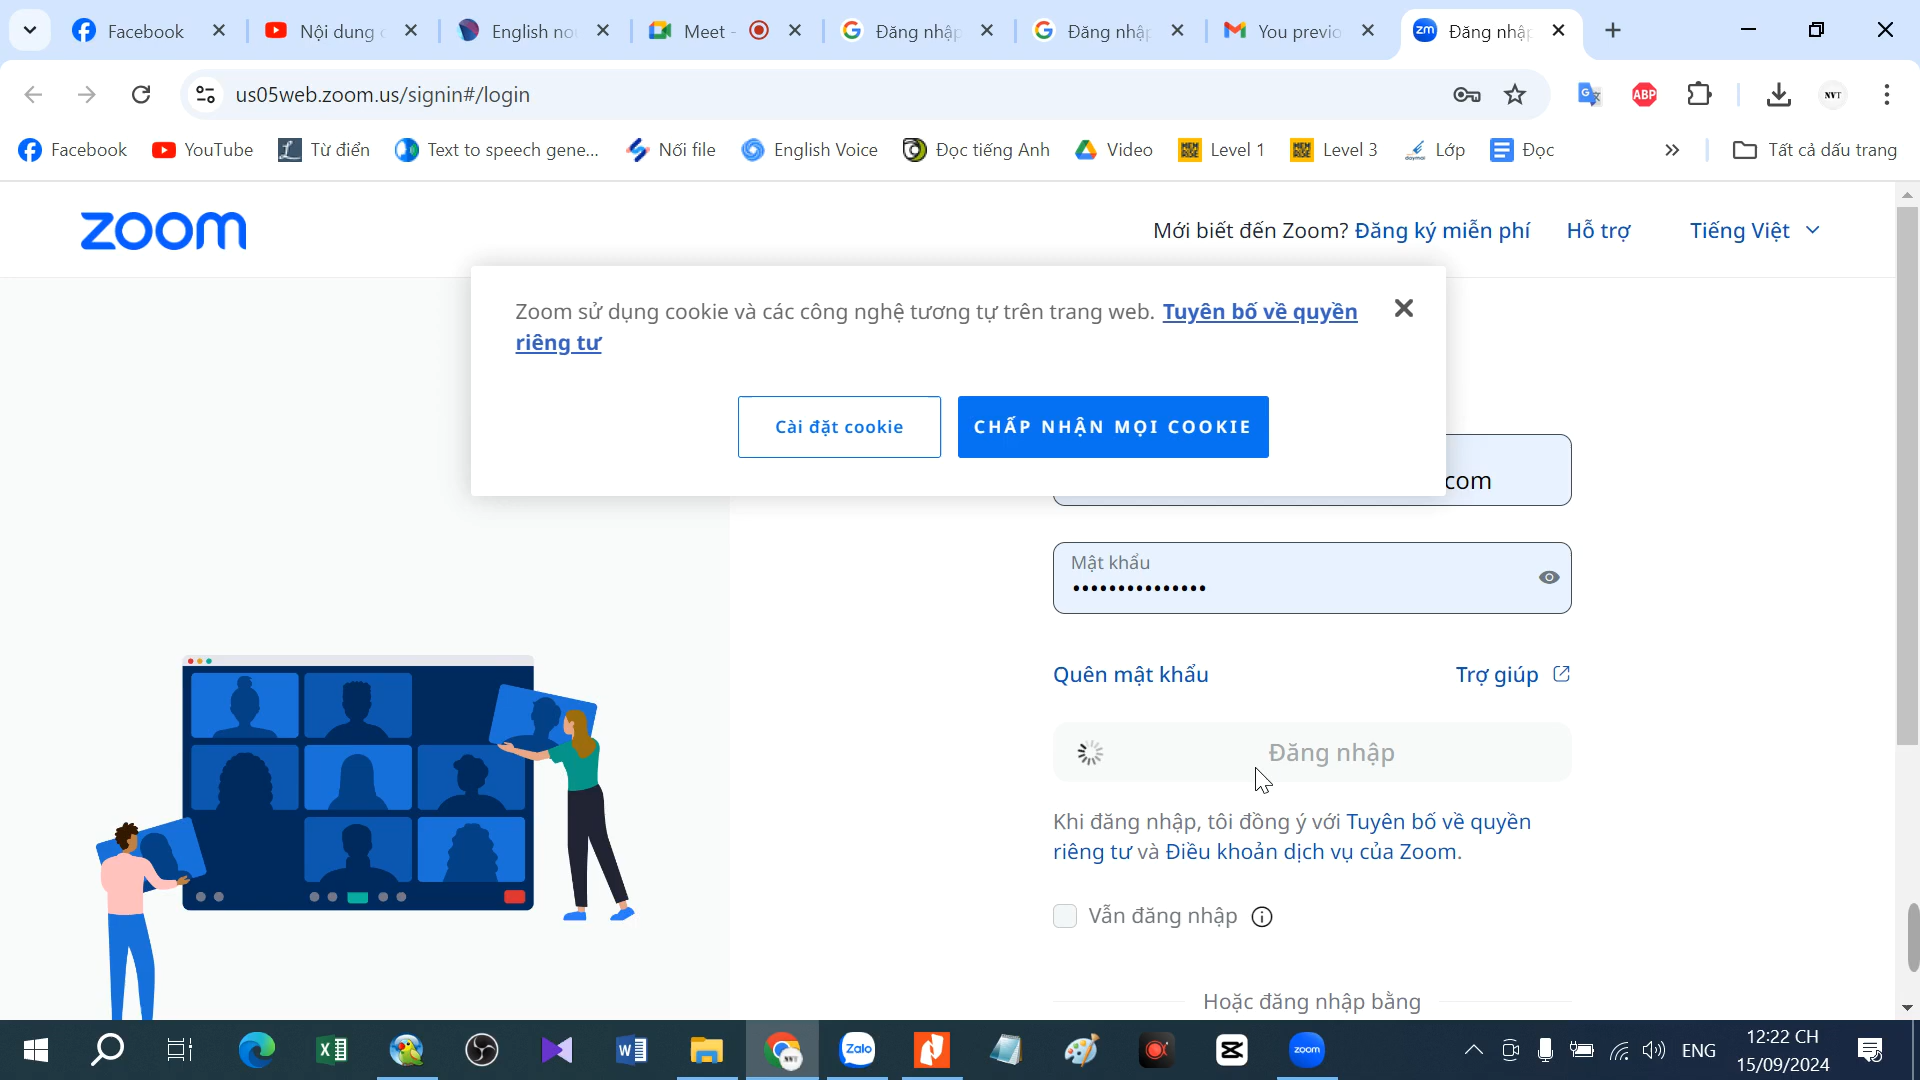 Facebook
Nội dung
English no
Meet -
Đăng nhập
Đăng nhập
You previo
zm
Đăng nhập
us05web.zoom.us/signin#/login
ABP
NVT
Facebook
YouTube
Từ điển
Text to speech gene...
Nối file
English Voice
Đọc tiếng Anh
Video
Level 1
Level 3
Lớp
Đọc
Tất cả dấu trang
zoom
Mới biết đến Zoom? Đăng ký miễn phí
Hỗ trợ
Tiếng Việt
Zoom sử dụng cookie và các công nghệ tương tự trên trang web. Tuyên bố về quyền
riêng tư
Cài đặt cookie
CHẤP NHẬN MỌI COOKIE
com
Mật khẩu
•••••••••••••••
Quên mật khẩu
Trợ giúp
Đăng nhập
Khi đăng nhập, tôi đồng ý với Tuyên bố về quyền
riêng tư và Điều khoản dịch vụ của Zoom.
Vẫn đăng nhập
Hoặc đăng nhập bằng
Zalo
zoom
ENG
12:22 CH
15/09/2024